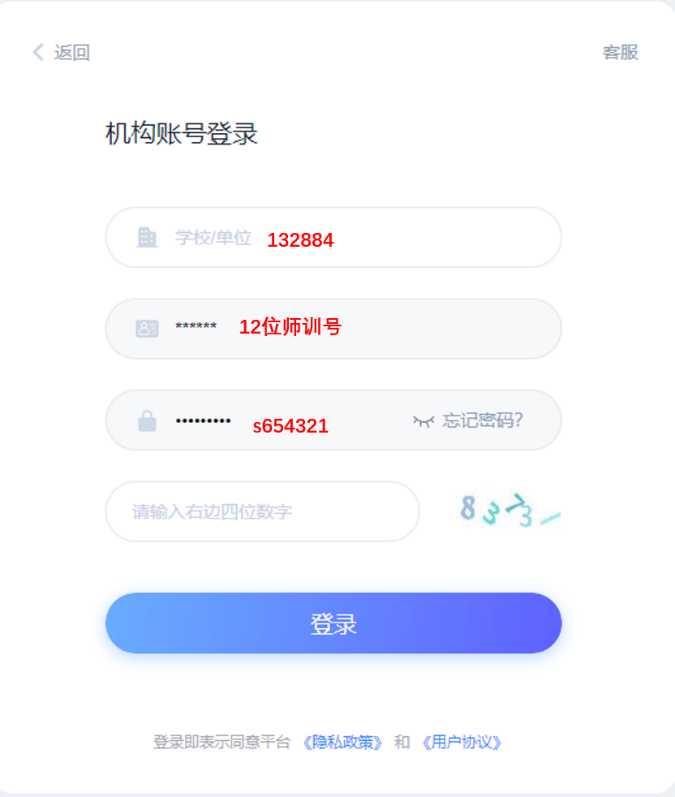 返回 客服
机构账号登录
学校/单位 132884
****** 12位师训号
••••••••• s654321 忘记密码?
请输入右边四位数字 8373
登录
登录即表示同意平台 《隐私政策》 和 《用户协议》